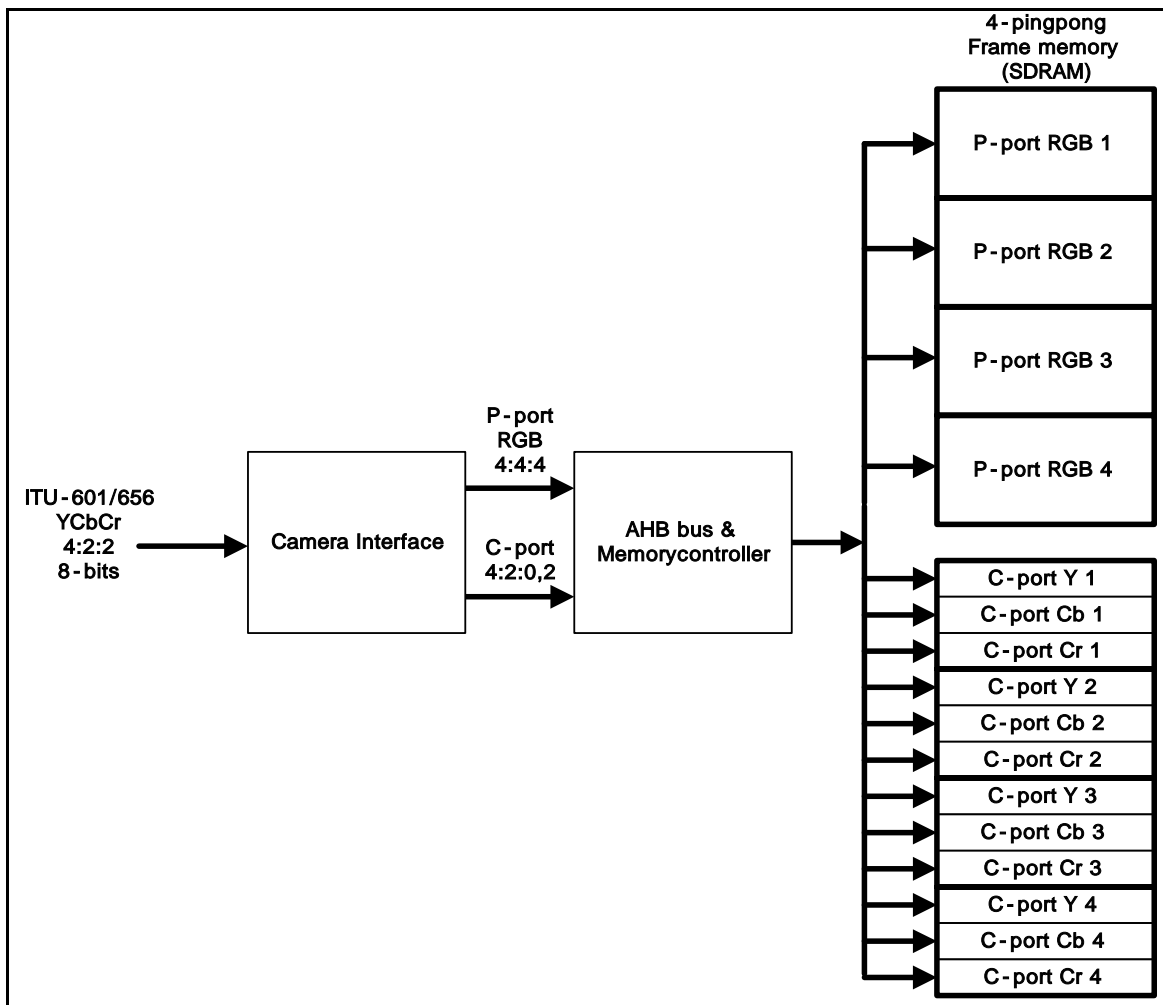 4-pingpong
Frame memory
(SDRAM)
P-port RGB 1
P-port RGB 2
P-port RGB 3
P-port RGB 4
ITU-601/656
YCbCr
4:2:2
8-bits
Camera Interface
P-port
RGB
4:4:4
C-port
4:2:0,2
AHB bus &
Memorycontroller
C-port Y 1
C-port Cb 1
C-port Cr 1
C-port Y 2
C-port Cb 2
C-port Cr 2
C-port Y 3
C-port Cb 3
C-port Cr 3
C-port Y 4
C-port Cb 4
C-port Cr 4